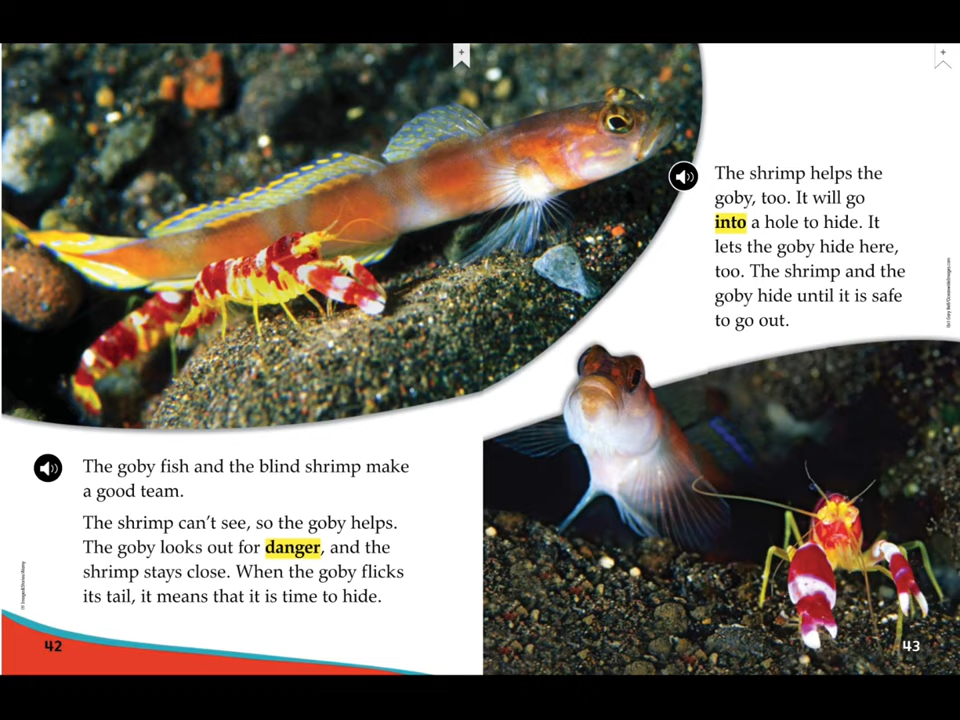 The goby fish and the blind shrimp make
a good team.
The shrimp can't see, so the goby helps.
The goby looks out for danger, and the
shrimp stays close. When the goby flicks
its tail, it means that it is time to hide.
42
The shrimp helps the
goby, too. It will go
into a hole to hide. It
lets the goby hide here,
too. The shrimp and the
goby hide until it is safe
to go out.
43